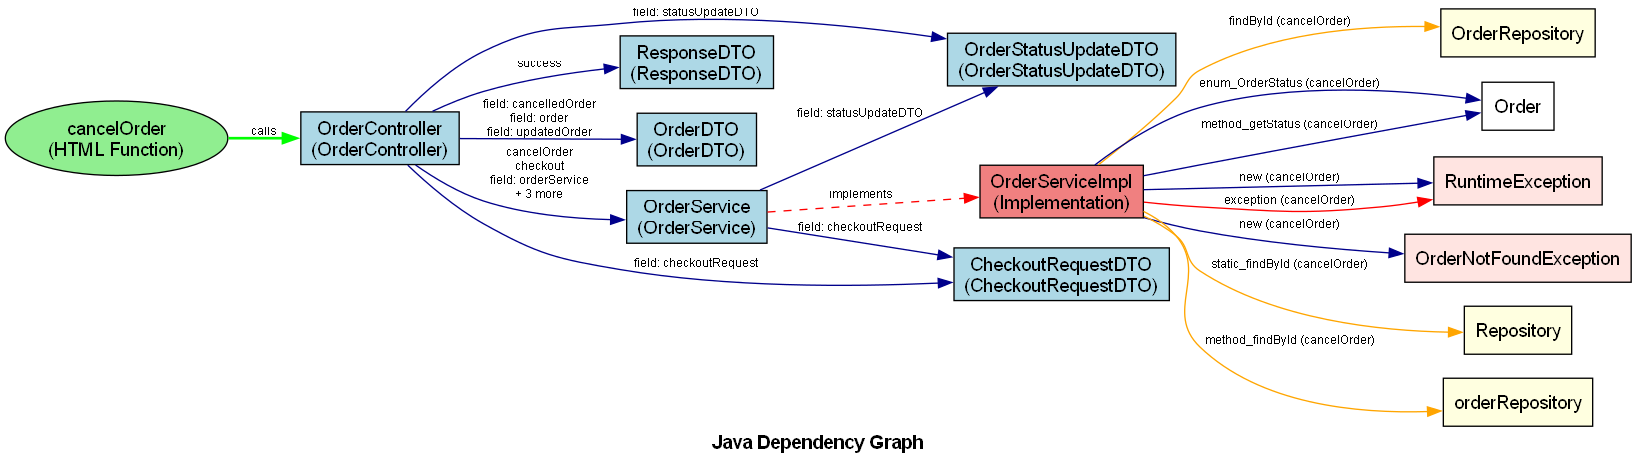 cancelOrder
(HTML Function)
calls
OrderController
(OrderController)
field: statusUpdateDTO
success
field: cancelledOrder
field: order
field: updatedOrder
cancelOrder
checkout
field: orderService
+ 3 more
field: checkoutRequest
ResponseDTO
(ResponseDTO)
OrderDTO
(OrderDTO)
OrderService
(OrderService)
field: statusUpdateDTO
implements
field: checkoutRequest
OrderStatusUpdateDTO
(OrderStatusUpdateDTO)
OrderServiceImpl
(Implementation)
CheckoutRequestDTO
(CheckoutRequestDTO)
findById (cancelOrder)
enum_OrderStatus (cancelOrder)
method_getStatus (cancelOrder)
new (cancelOrder)
exception (cancelOrder)
new (cancelOrder)
static_findById (cancelOrder)
method_findById (cancelOrder)
OrderRepository
Order
RuntimeException
OrderNotFoundException
Repository
orderRepository
Java Dependency Graph